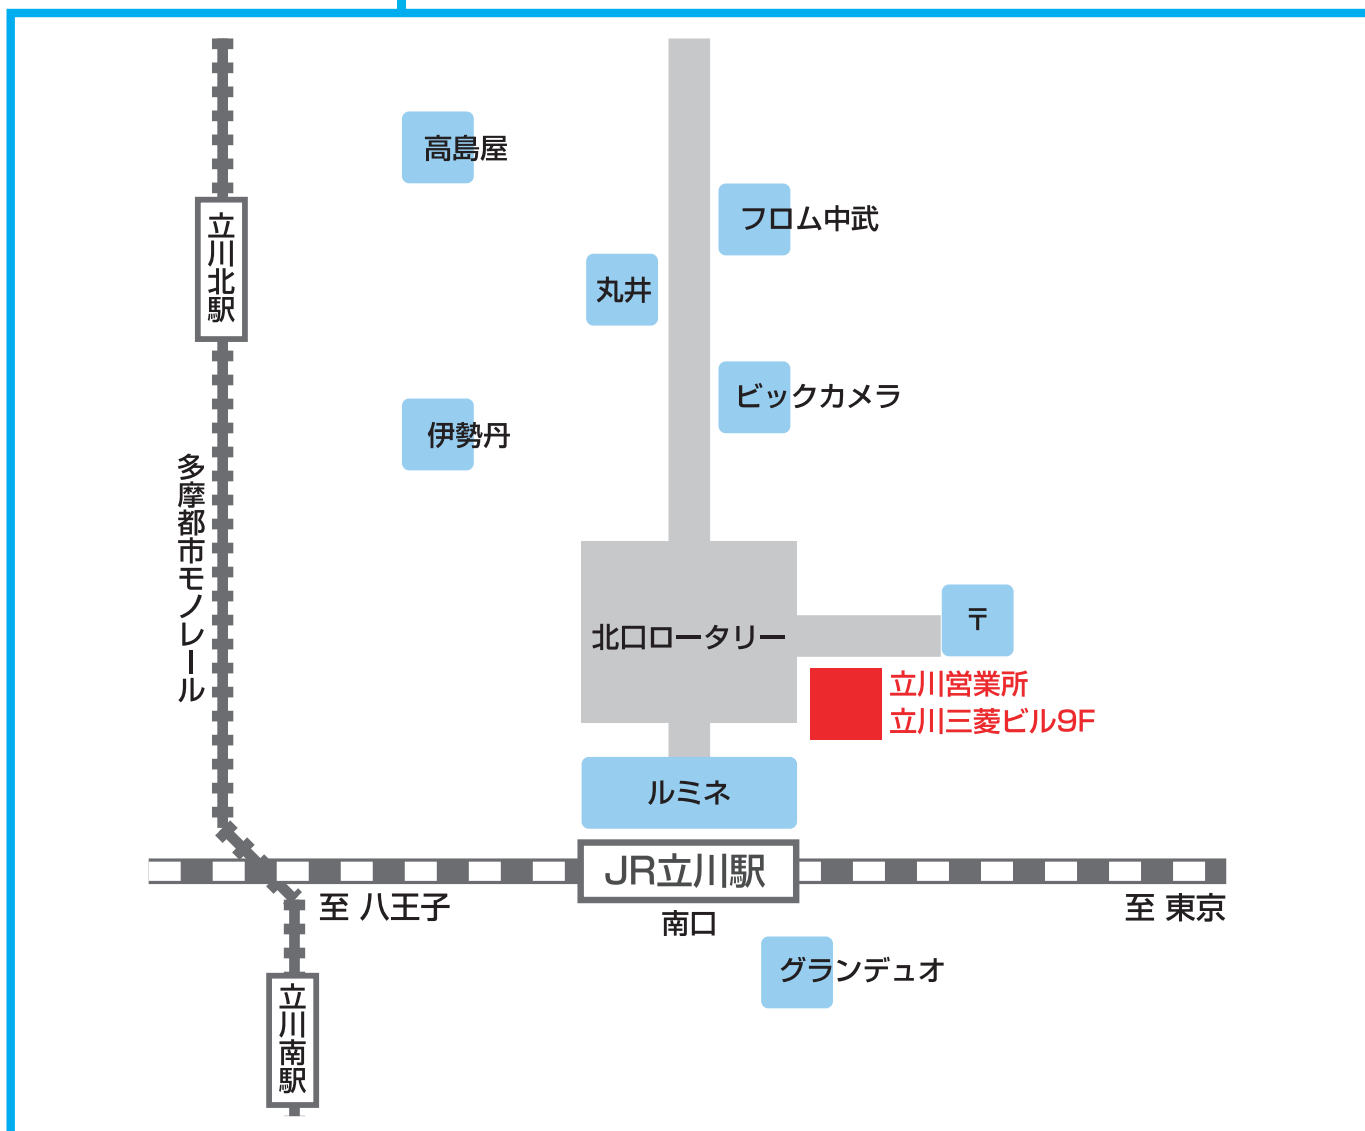 高島屋
フロム中武
立川北駅
丸井
ビックカメラ
伊勢丹
多摩都市モノレール
〒
北口ロータリー
立川営業所
立川三菱ビル9F
ルミネ
JR立川駅
至 八王子
南口
至 東京
グランデュオ
立川南駅